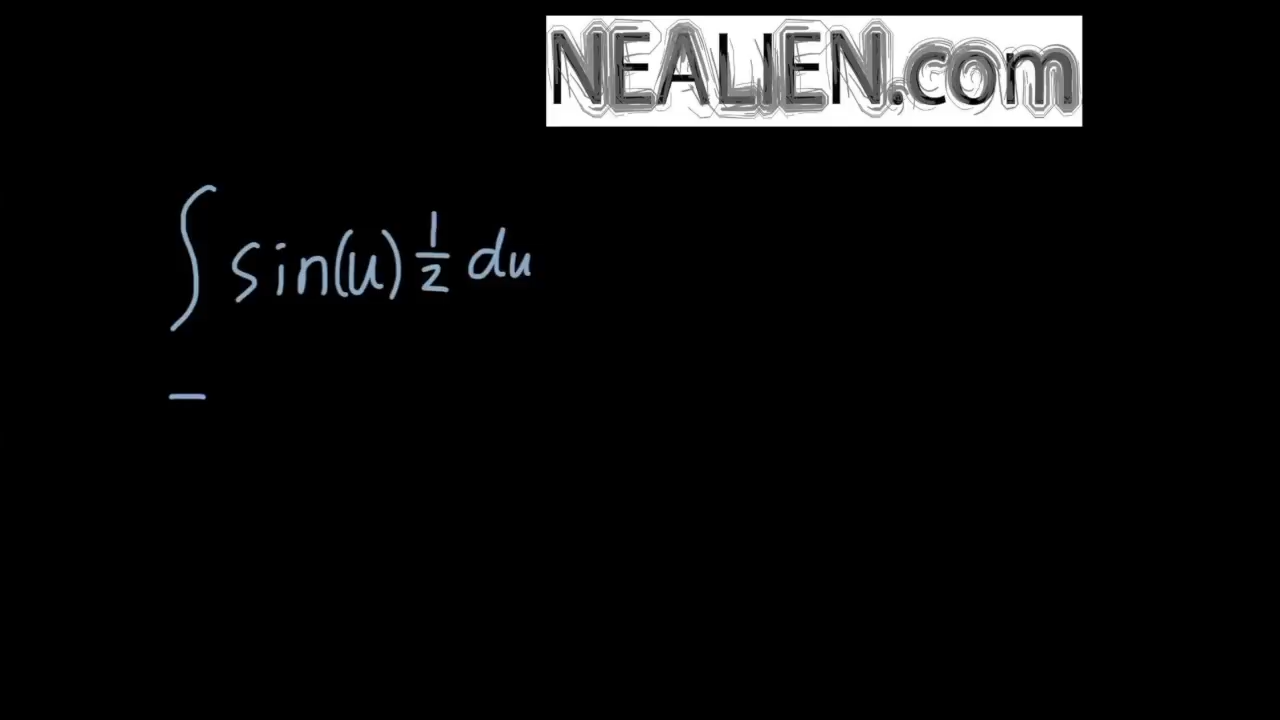 NEALIEN.com
∫ sin(u) 1/2 du
–